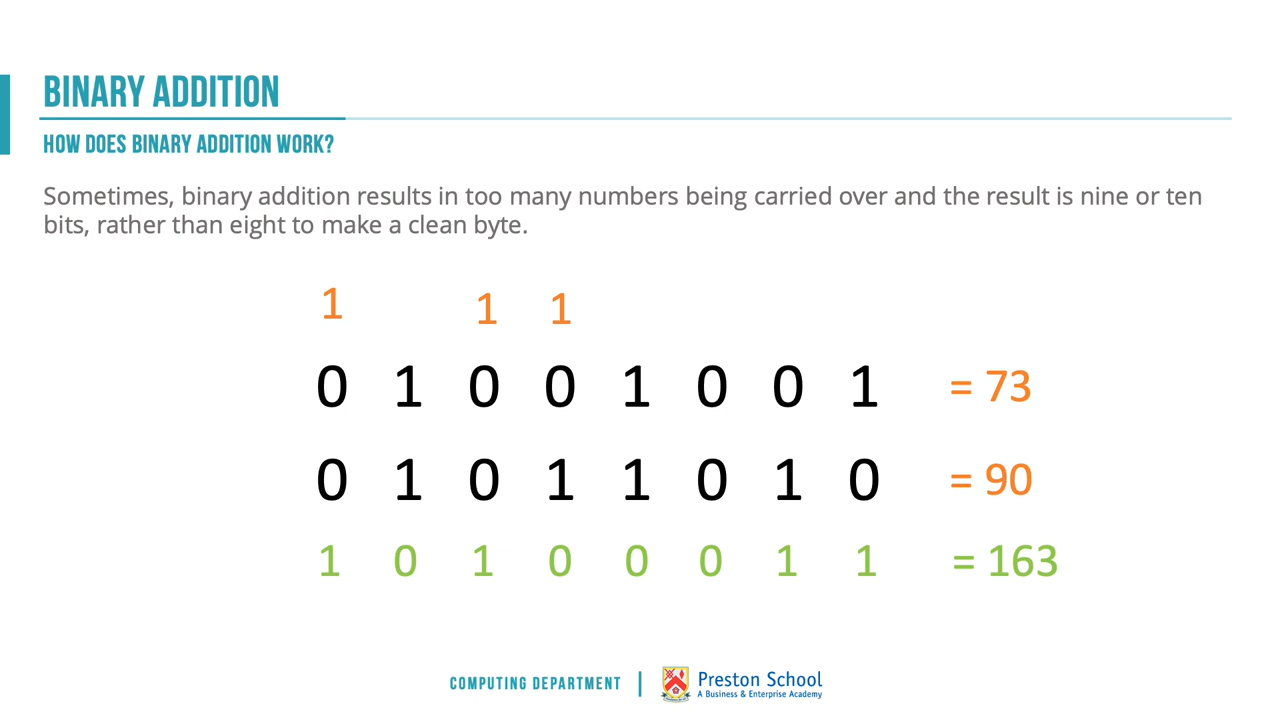 BINARY ADDITION
HOW DOES BINARY ADDITION WORK?
Sometimes, binary addition results in too many numbers being carried over and the result is nine or ten
bits, rather than eight to make a clean byte.
1 1 1
0 1 0 0 1 0 0 1 = 73
0 1 0 1 1 0 1 0 = 90
1 0 1 0 0 0 1 1 = 163
COMPUTING DEPARTMENT
Preston School
A Business & Enterprise Academy